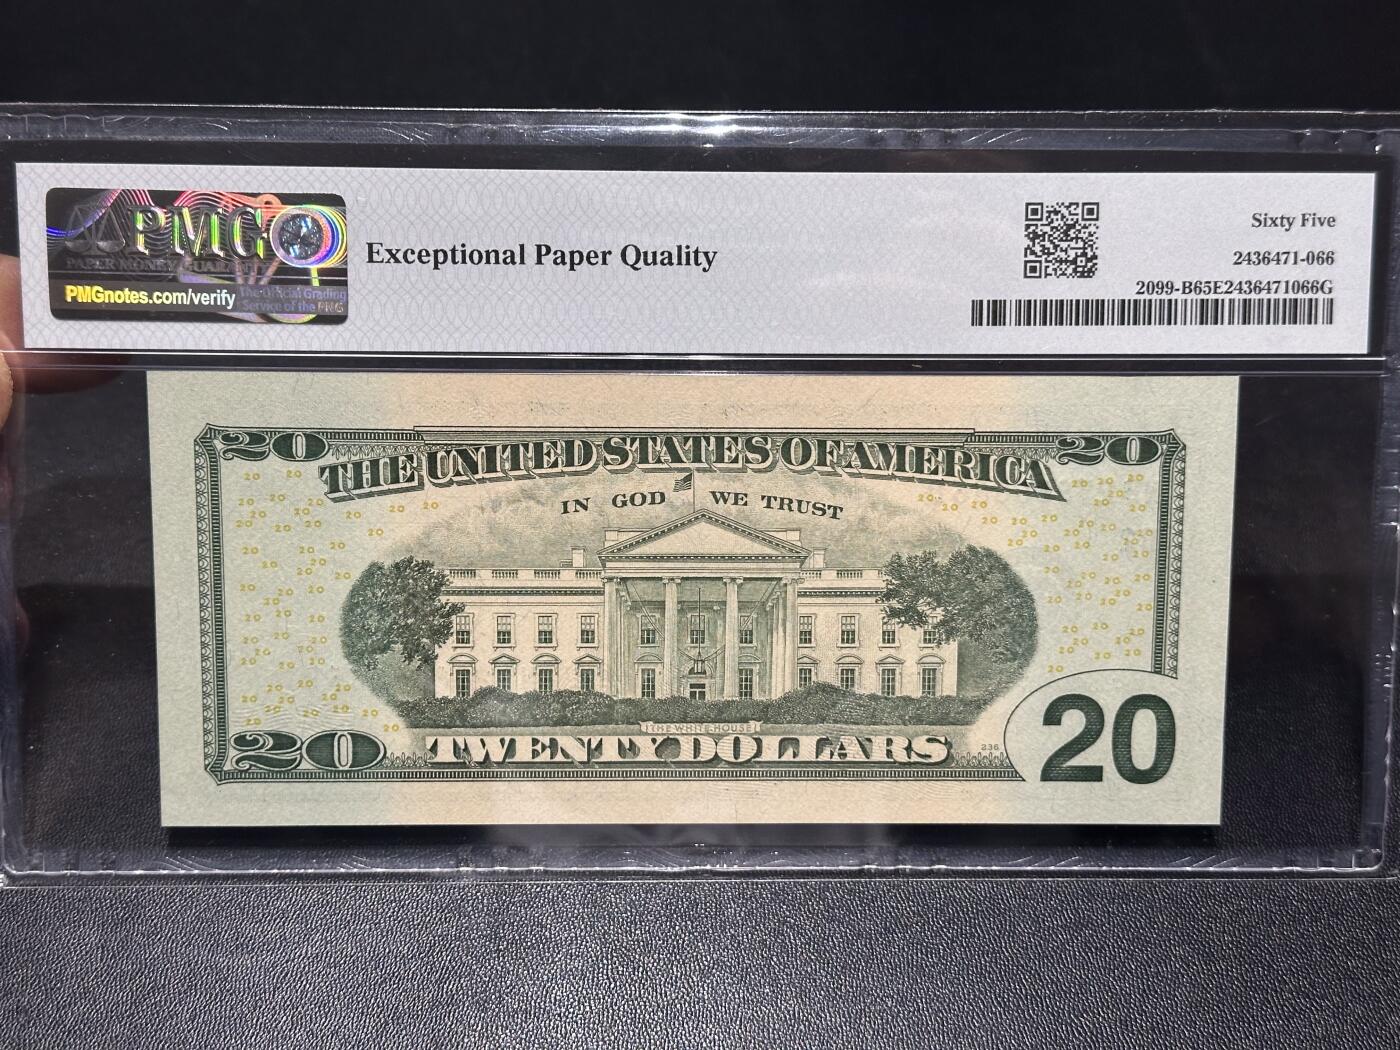 PMG
PAPER MONEY GUARANTY
PMGnotes.com/verify
The Official Grading
Service of the PNG
Exceptional Paper Quality
Sixty Five
2436471-066
2099-B65E2436471066G
20 20
THE UNITED STATES OF AMERICA
IN GOD WE TRUST
THE WHITE HOUSE
20 TWENTY DOLLARS 236 20